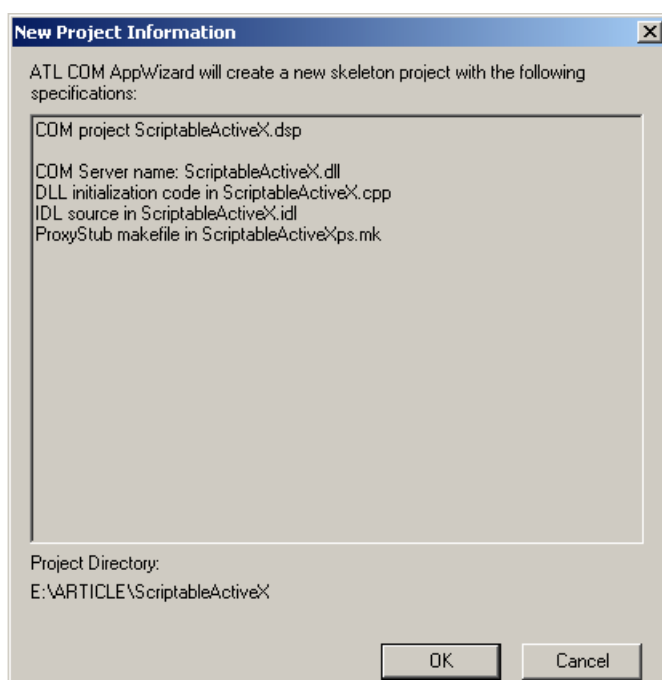 New Project Information
ATL COM AppWizard will create a new skeleton project with the following
specifications:
COM project ScriptableActiveX.dsp
COM Server name: ScriptableActiveX.dll
DLL initialization code in ScriptableActiveX.cpp
IDL source in ScriptableActiveX.idl
ProxyStub makefile in ScriptableActiveXps.mk
Project Directory:
E:\ARTICLE\ScriptableActiveX
OK Cancel